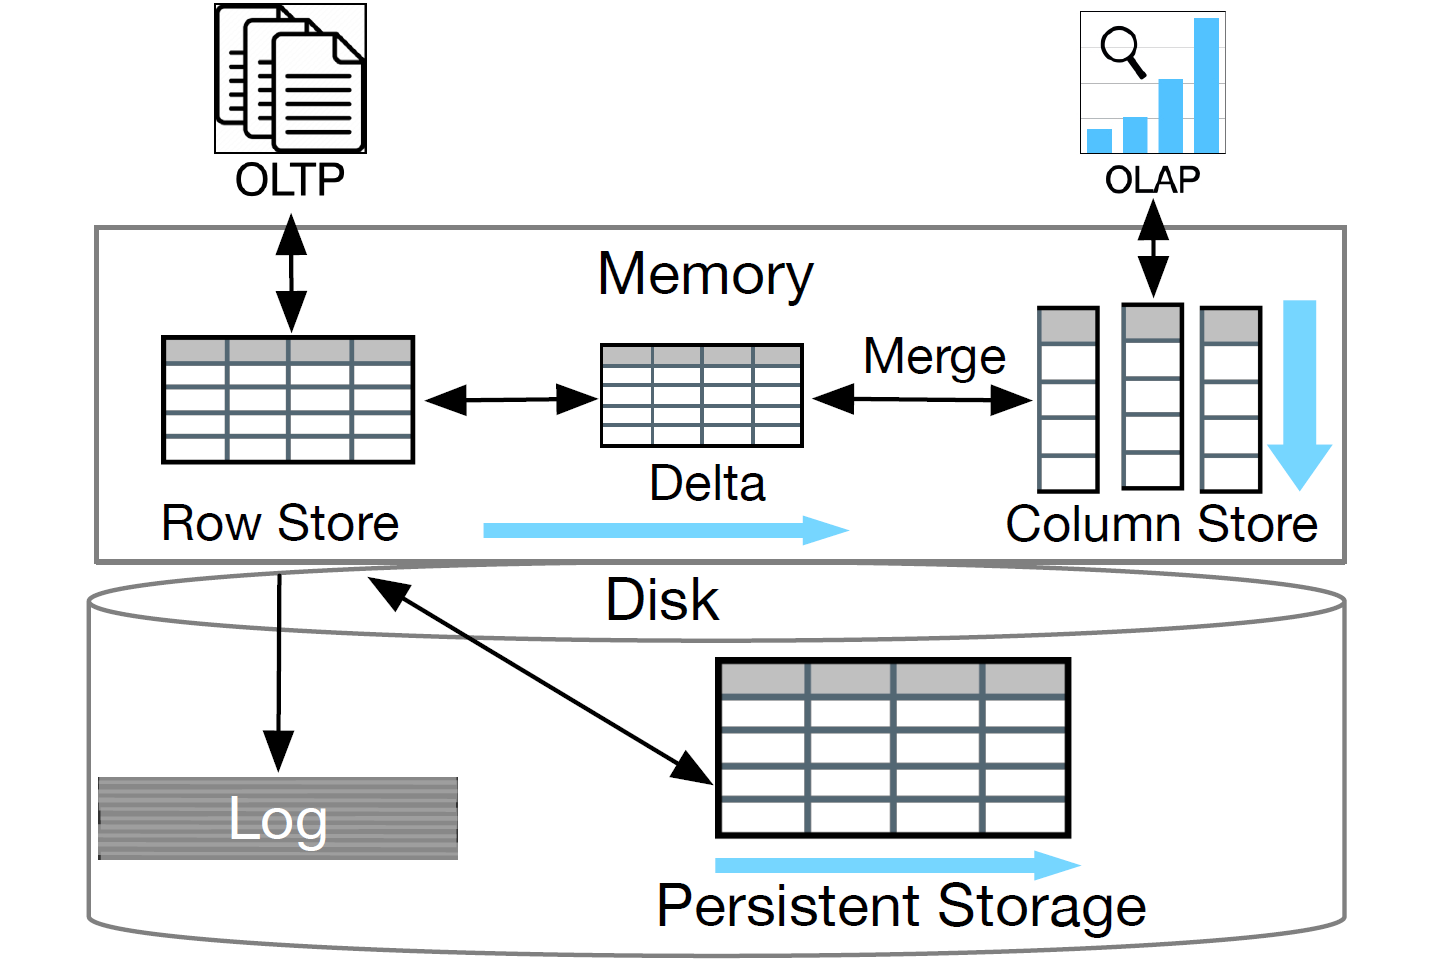 OLTP
OLAP
Memory
Merge
Delta
Row Store
Column Store
Disk
Log
Persistent Storage